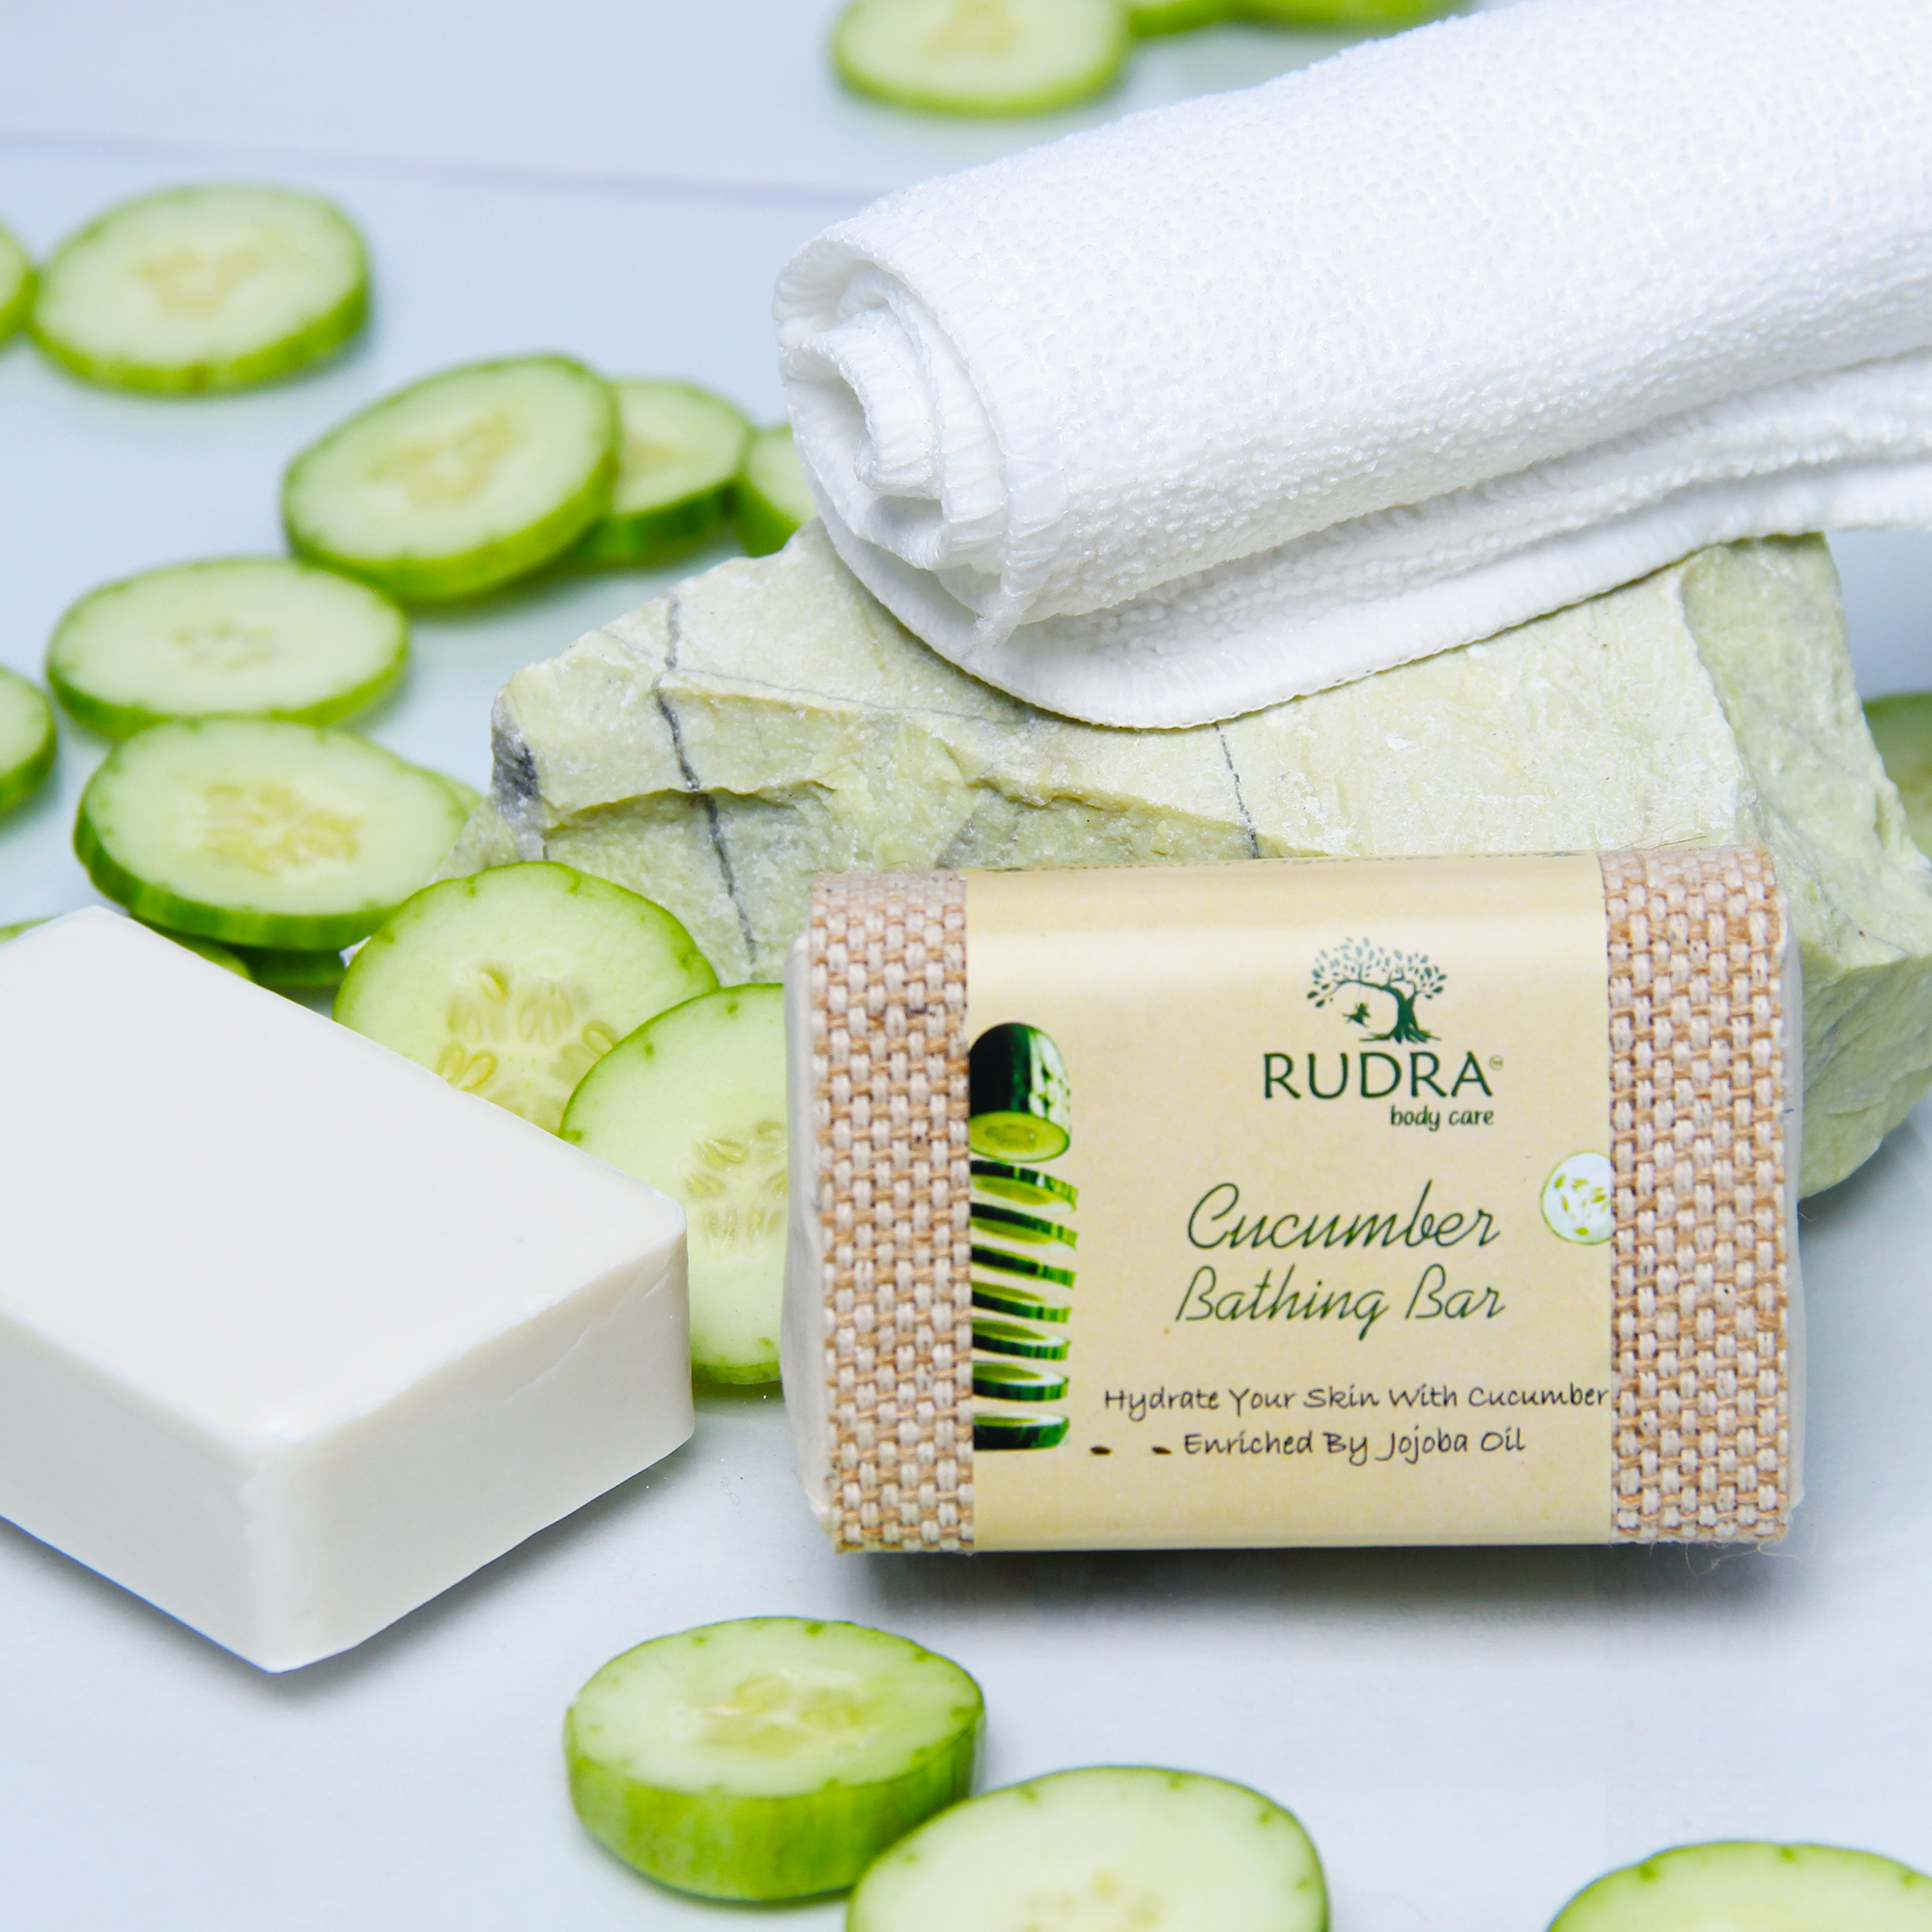 RUDRA
body care
Cucumber
Bathing Bar
Hydrate Your Skin With Cucumber
Enriched By Jojoba Oil